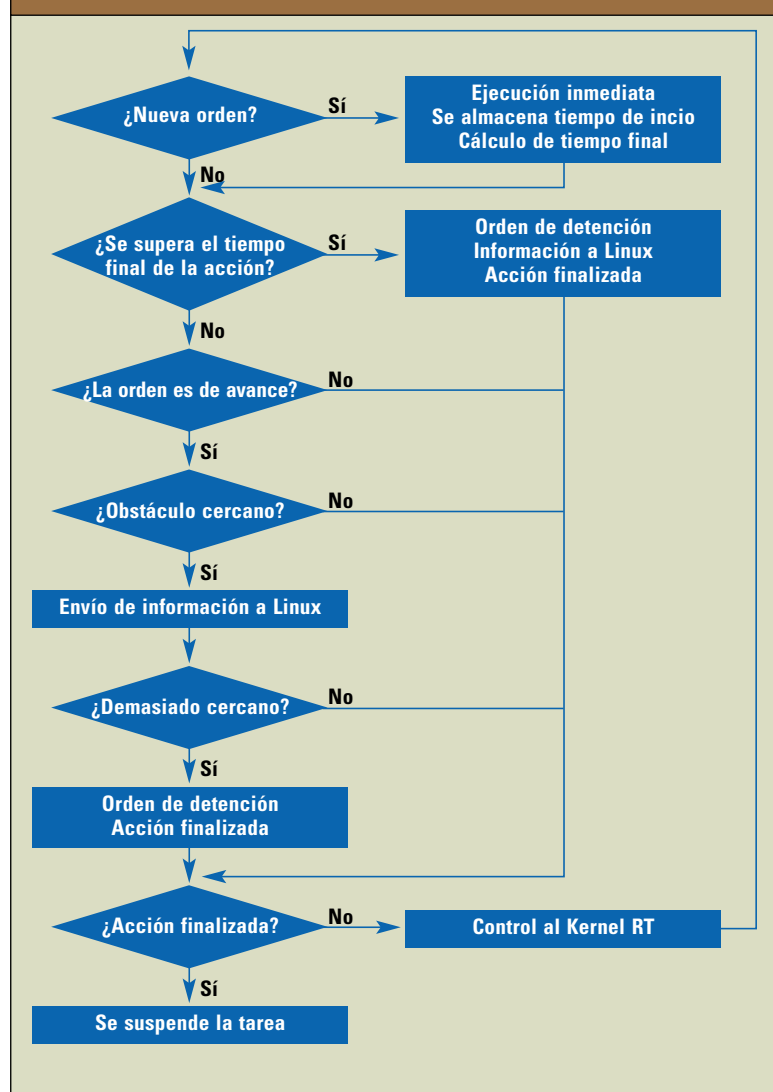 ¿Nueva orden?
Sí
Ejecución inmediata
Se almacena tiempo de incio
Cálculo de tiempo final
No
¿Se supera el tiempo
final de la acción?
Sí
Orden de detención
Información a Linux
Acción finalizada
No
¿La orden es de avance?
No
Sí
¿Obstáculo cercano?
No
Sí
Envío de información a Linux
¿Demasiado cercano?
No
Sí
Orden de detención
Acción finalizada
¿Acción finalizada?
No
Control al Kernel RT
Sí
Se suspende la tarea